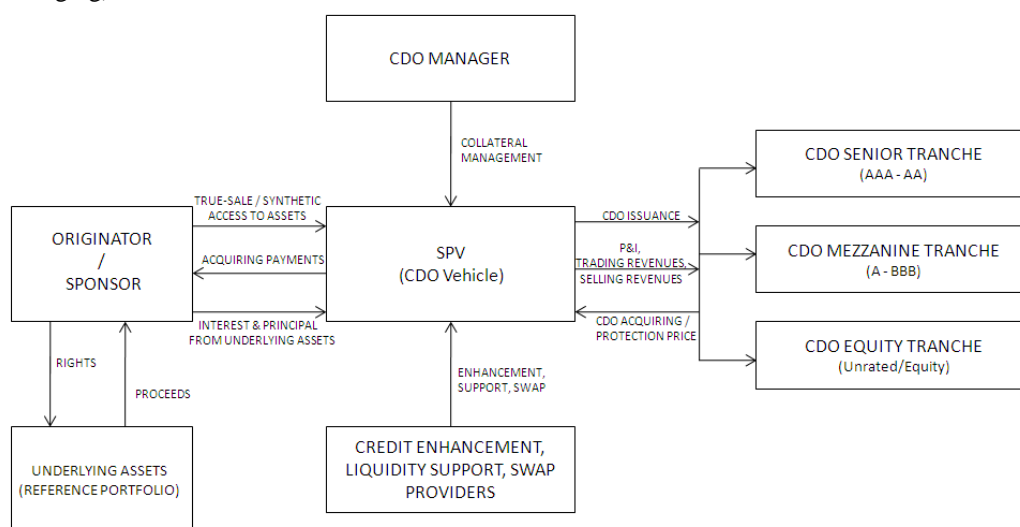 CDO MANAGER
COLLATERAL
MANAGEMENT
CDO SENIOR TRANCHE
(AAA - AA)
TRUE-SALE / SYNTHETIC
ACCESS TO ASSETS
CDO ISSUANCE
ORIGINATOR
/
SPONSOR
ACQUIRING PAYMENTS
SPV
(CDO Vehicle)
P&I,
TRADING REVENUES,
SELLING REVENUES
CDO MEZZANINE TRANCHE
(A - BBB)
INTEREST & PRINCIPAL
FROM UNDERLYING ASSETS
CDO ACQUIRING /
PROTECTION PRICE
CDO EQUITY TRANCHE
(Unrated/Equity)
RIGHTS
PROCEEDS
ENHANCEMENT,
SUPPORT, SWAP
UNDERLYING ASSETS
(REFERENCE PORTFOLIO)
CREDIT ENHANCEMENT,
LIQUIDITY SUPPORT, SWAP
PROVIDERS